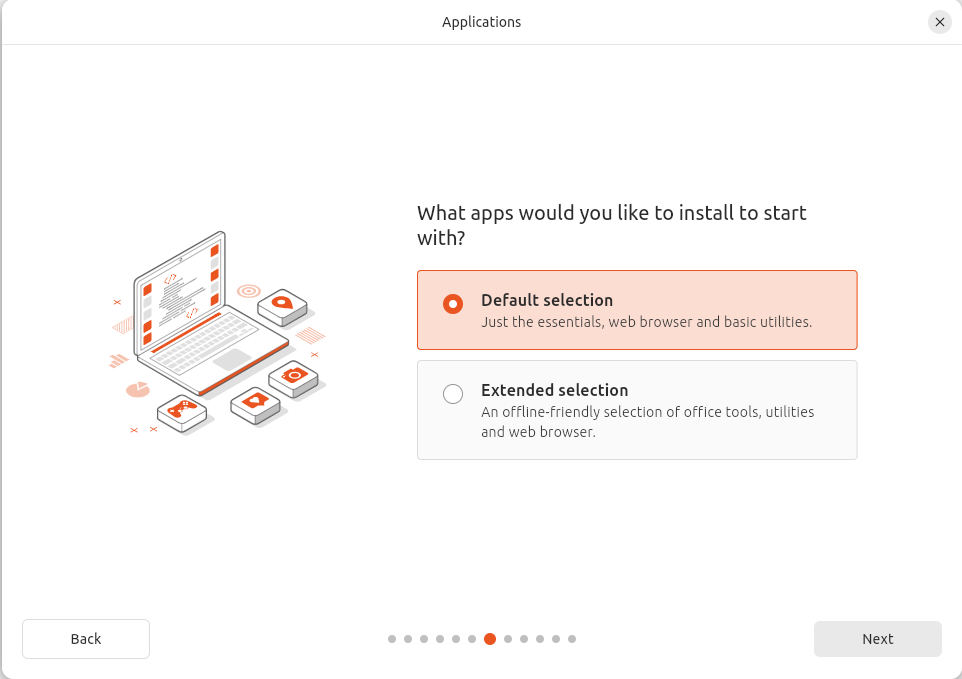 Applications
What apps would you like to install to start
with?
Default selection
Just the essentials, web browser and basic utilities.
Extended selection
An offline-friendly selection of office tools, utilities
and web browser.
Back
Next